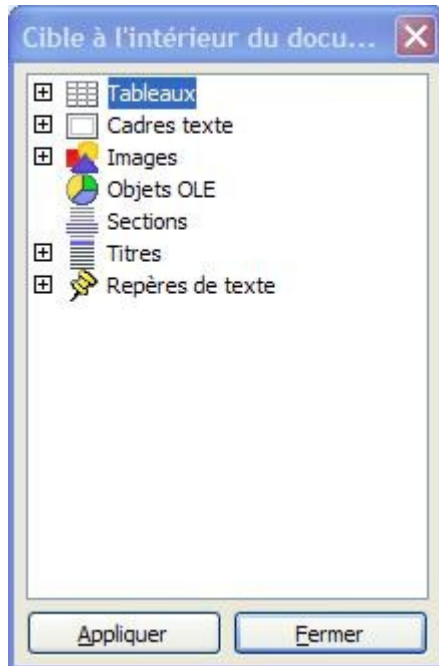 Cible à l'intérieur du docu...
Tableaux
Cadres texte
Images
Objets OLE
Sections
Titres
Repères de texte
Appliquer
Fermer